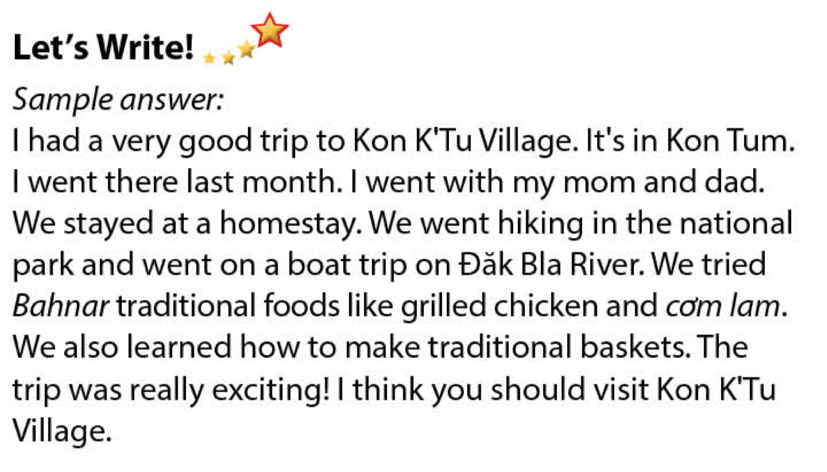 Let's Write!
Sample answer:
I had a very good trip to Kon K'Tu Village. It's in Kon Tum.
I went there last month. I went with my mom and dad.
We stayed at a homestay. We went hiking in the national
park and went on a boat trip on Đăk Bla River. We tried
Bahnar traditional foods like grilled chicken and cơm lam.
We also learned how to make traditional baskets. The
trip was really exciting! I think you should visit Kon K'Tu
Village.